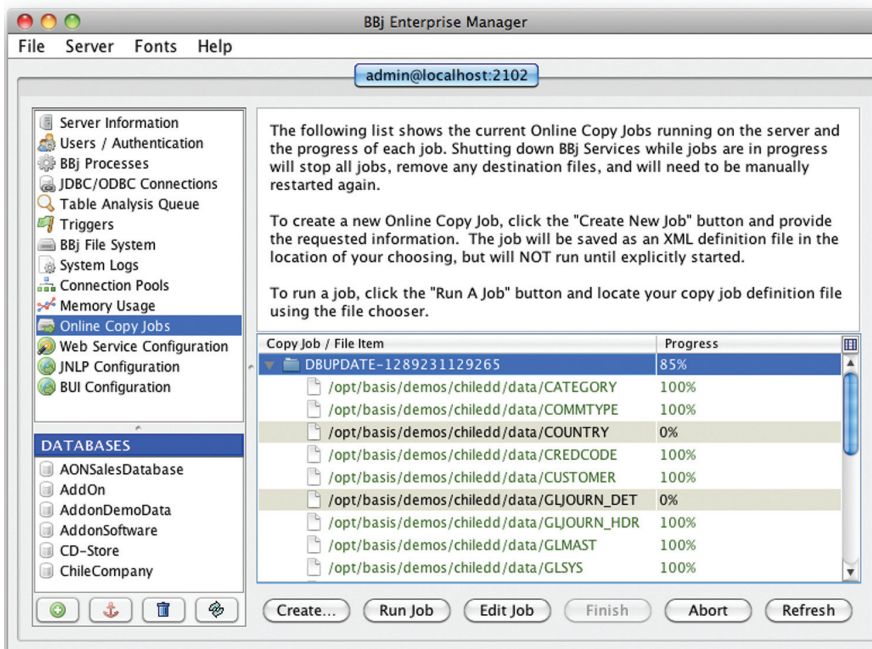 BBj Enterprise Manager
File Server Fonts Help
admin@localhost:2102
Server Information
Users / Authentication
BBj Processes
JDBC/ODBC Connections
Table Analysis Queue
Triggers
BBj File System
System Logs
Connection Pools
Memory Usage
Online Copy Jobs
Web Service Configuration
JNLP Configuration
BUI Configuration
DATABASES
AONSalesDatabase
AddOn
AddonDemoData
AddonSoftware
CD-Store
ChileCompany
The following list shows the current Online Copy Jobs running on the server and
the progress of each job. Shutting down BBj Services while jobs are in progress
will stop all jobs, remove any destination files, and will need to be manually
restarted again.
To create a new Online Copy Job, click the "Create New Job" button and provide
the requested information. The job will be saved as an XML definition file in the
location of your choosing, but will NOT run until explicitly started.
To run a job, click the "Run A Job" button and locate your copy job definition file
using the file chooser.
Copy Job / File Item Progress
DBUPDATE-1289231129265 85%
/opt/basis/demos/chiledd/data/CATEGORY 100%
/opt/basis/demos/chiledd/data/COMMTYPE 100%
/opt/basis/demos/chiledd/data/COUNTRY 0%
/opt/basis/demos/chiledd/data/CREDCODE 100%
/opt/basis/demos/chiledd/data/CUSTOMER 100%
/opt/basis/demos/chiledd/data/GLJOURN_DET 0%
/opt/basis/demos/chiledd/data/GLJOURN_HDR 100%
/opt/basis/demos/chiledd/data/GLMAST 100%
/opt/basis/demos/chiledd/data/GLSYS 100%
Create... Run Job Edit Job Finish Abort Refresh